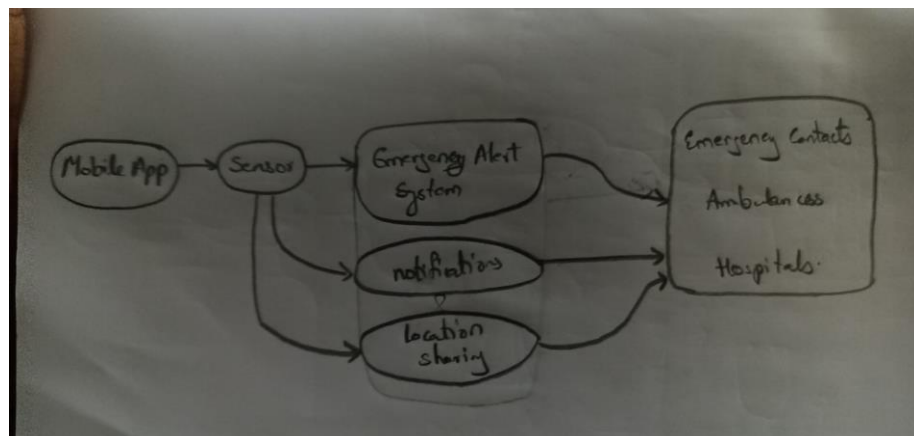 Mobile App
Sensor
Emergency Alert
System
notifications
location
sharing
Emergency Contacts
Ambulances
Hospitals.